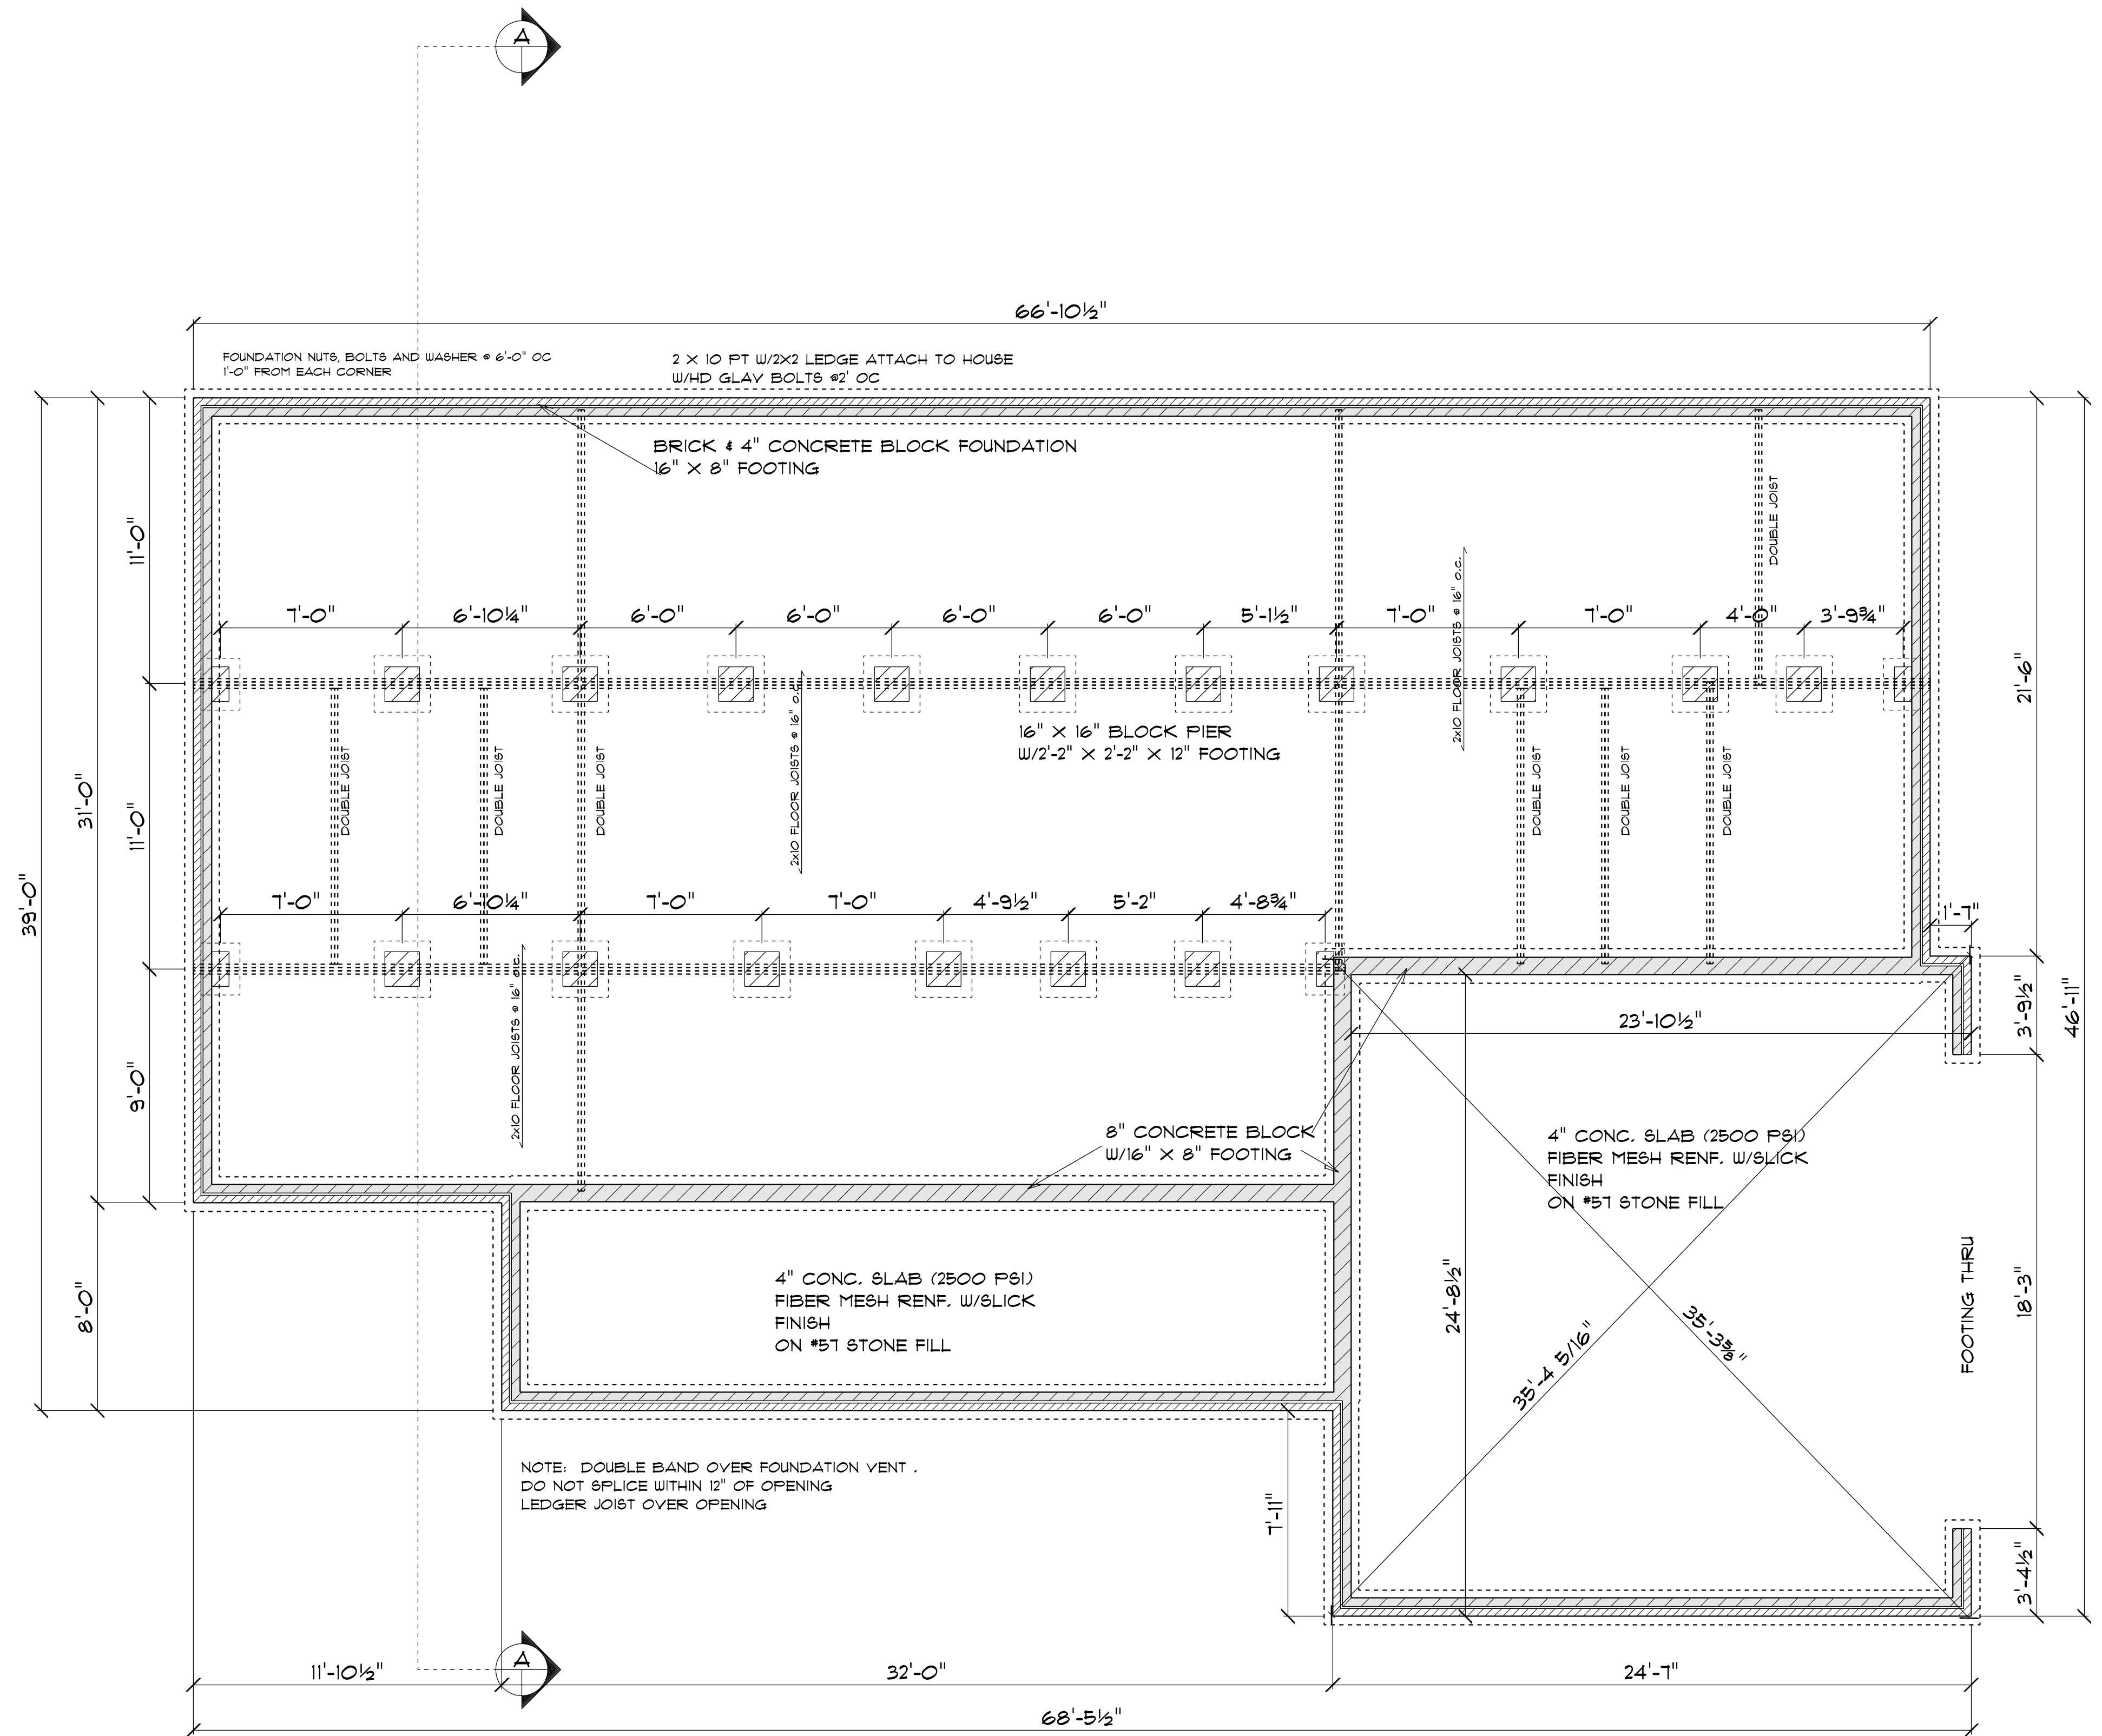 A
66'-10½"
FOUNDATION NUTS, BOLTS AND WASHER @ 6'-0" OC
1'-0" FROM EACH CORNER
2 X 10 PT W/2X2 LEDGE ATTACH TO HOUSE
W/HD GLAV BOLTS @2' OC
BRICK & 4" CONCRETE BLOCK FOUNDATION
16" X 8" FOOTING
11'-0"
DOUBLE JOIST
2x10 FLOOR JOISTS @ 16" o.c.
7'-0"
6'-10¼"
6'-0"
6'-0"
6'-0"
6'-0"
5'-1½"
7'-0"
7'-0"
4'-0"
3'-9¾"
21'-6"
16" X 16" BLOCK PIER
W/2'-2" X 2'-2" X 12" FOOTING
2x10 FLOOR JOISTS @ 16" o.c.
39'-0"
31'-0"
11'-0"
DOUBLE JOIST
DOUBLE JOIST
DOUBLE JOIST
DOUBLE JOIST
DOUBLE JOIST
DOUBLE JOIST
7'-0"
6'-10¼"
7'-0"
7'-0"
4'-9½"
5'-2"
4'-8¾"
1'-7"
2x10 FLOOR JOISTS @ 16" o.c.
9'-0"
23'-10½"
3'-9½"
46'-11"
8" CONCRETE BLOCK
W/16" X 8" FOOTING
4" CONC. SLAB (2500 PSI)
FIBER MESH RENF. W/SLICK
FINISH
ON #57 STONE FILL
8'-0"
4" CONC. SLAB (2500 PSI)
FIBER MESH RENF. W/SLICK
FINISH
ON #57 STONE FILL
24'-8½"
35'-4 5/16"
35'-3⅝"
FOOTING THRU
18'-3"
NOTE: DOUBLE BAND OVER FOUNDATION VENT .
DO NOT SPLICE WITHIN 12" OF OPENING
LEDGER JOIST OVER OPENING
7'-11"
3'-4½"
A
11'-10½"
32'-0"
24'-7"
68'-5½"